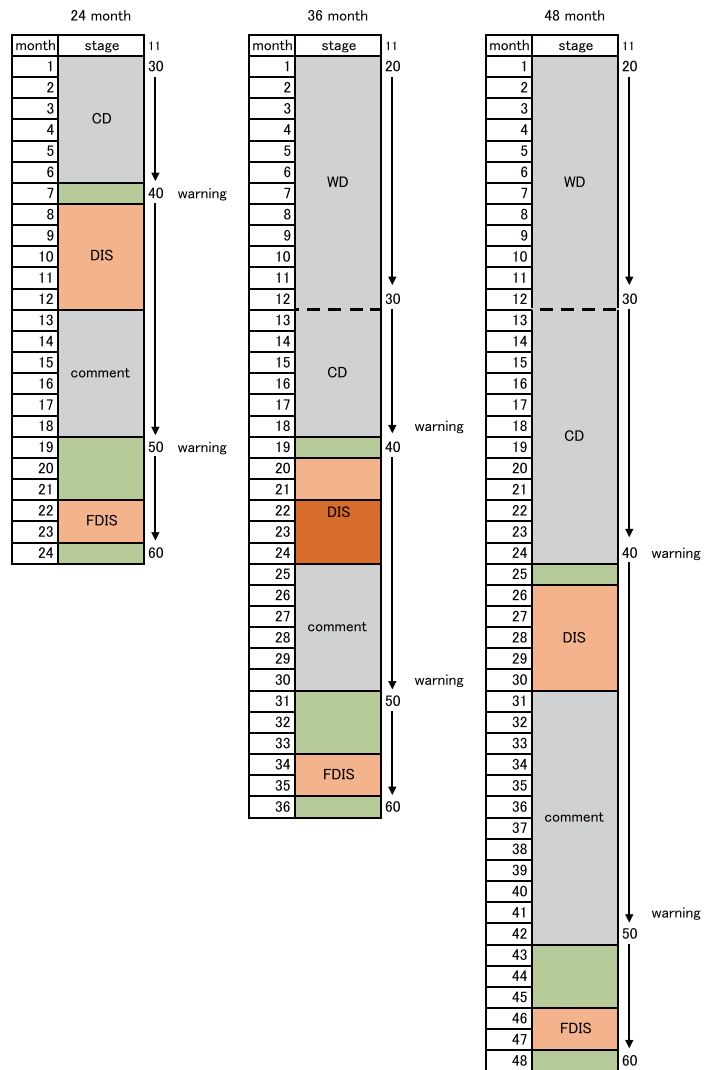 24 month 36 month 48 month
month stage 11 month stage 11 month stage 11
1 30 1 20 1 20
2 2 2
3 3 3
4 CD 4 4
5 5 5
6 6 6
7 40 warning 7 WD 7 WD
8 8 8
9 9 9
10 DIS 10 10
11 11 11
12 12 30 12 30
13 13 13
14 14 14
15 15 15
16 comment 16 CD 16
17 17 17
18 18 warning 18
19 50 warning 19 40 19 CD
20 20 20
21 21 21
22 22 DIS 22
23 FDIS 23 23
24 60 24 24 40 warning
25 25
26 26
27 27
28 comment 28 DIS
29 29
30 warning 30
31 50 31
32 32
33 33
34 34
35 FDIS 35
36 60 36
37 comment
38
39
40
41 warning
42 50
43
44
45
46
47 FDIS
48 60